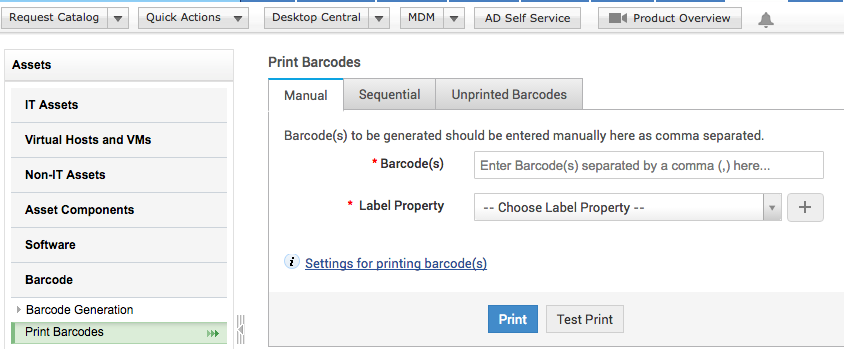 Request Catalog
Quick Actions
Desktop Central
MDM
AD Self Service
Product Overview
Assets
IT Assets
Virtual Hosts and VMs
Non-IT Assets
Asset Components
Software
Barcode
Barcode Generation
Print Barcodes
Print Barcodes
Manual
Sequential
Unprinted Barcodes
Barcode(s) to be generated should be entered manually here as comma separated.
* Barcode(s)
Enter Barcode(s) separated by a comma (,) here...
* Label Property
-- Choose Label Property --
+
i Settings for printing barcode(s)
Print
Test Print